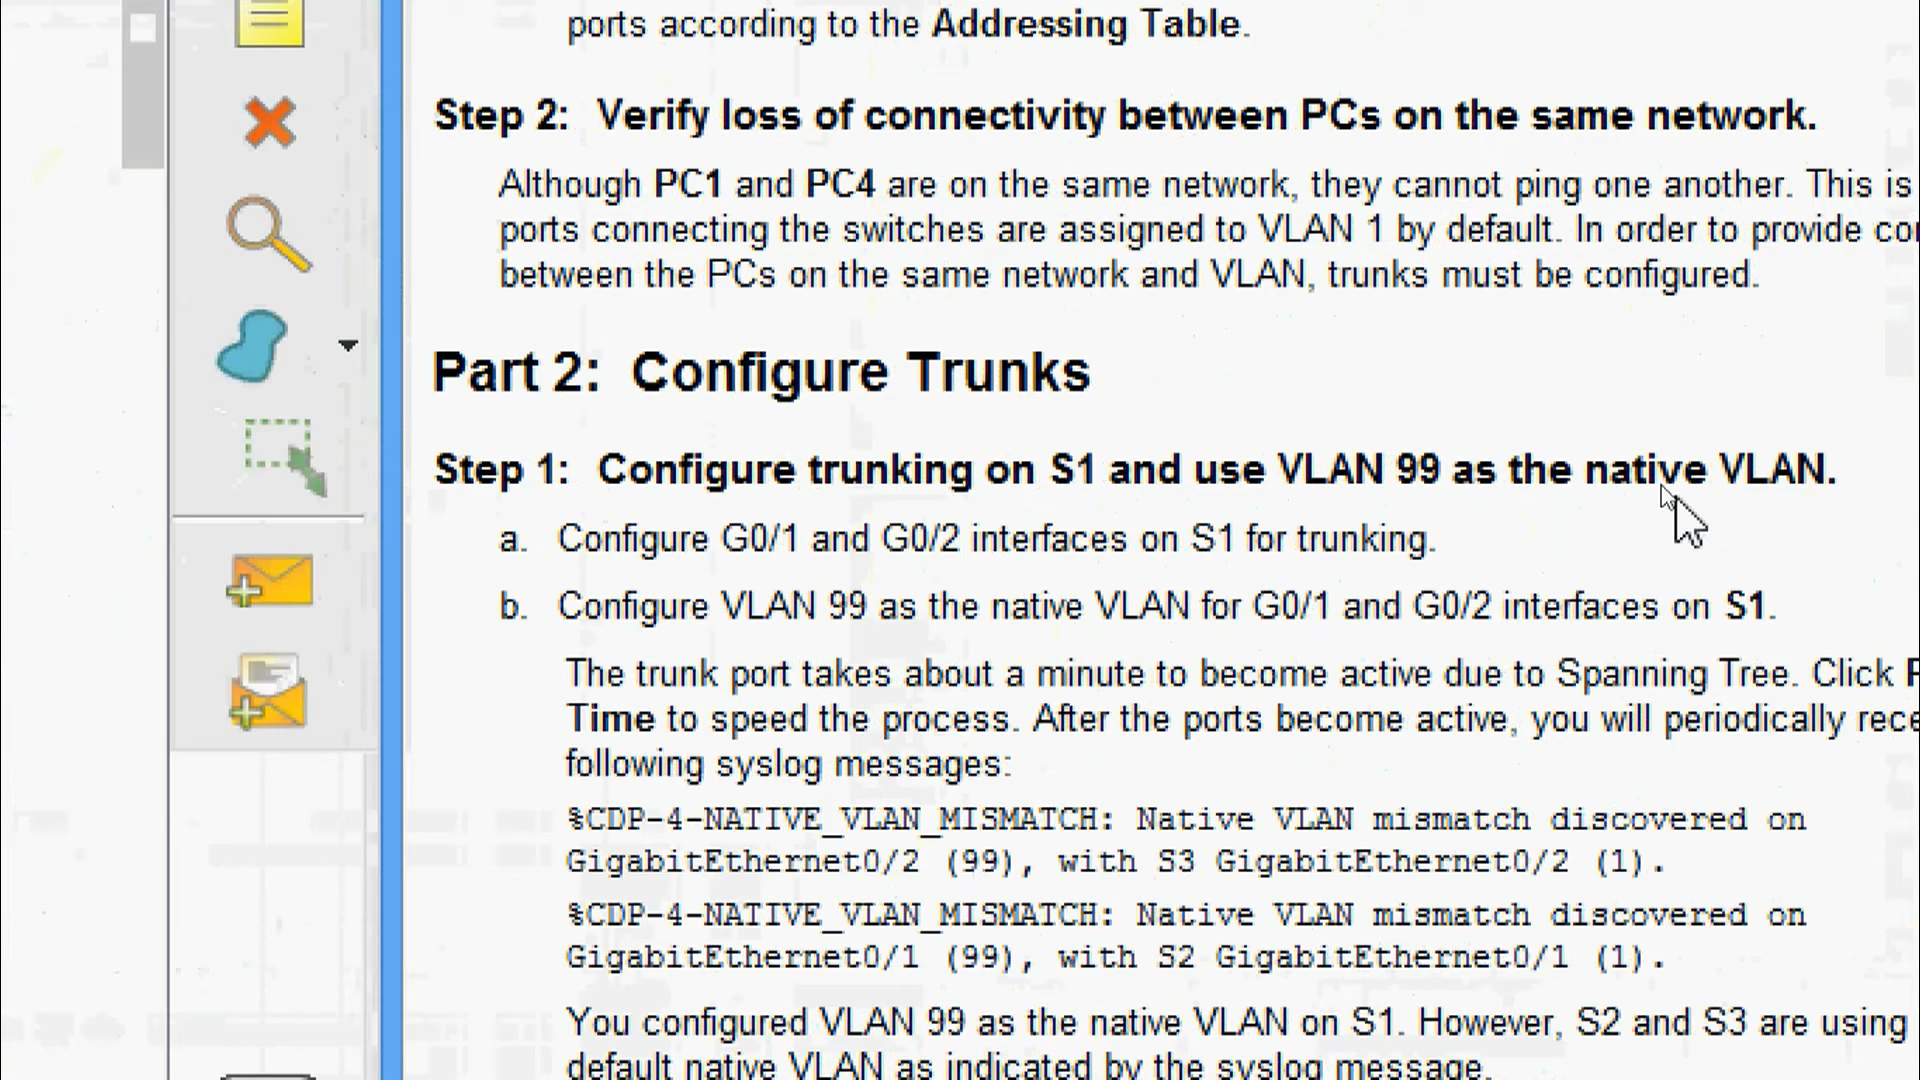 ports according to the Addressing Table.
Step 2: Verify loss of connectivity between PCs on the same network.
Although PC1 and PC4 are on the same network, they cannot ping one another. This is
ports connecting the switches are assigned to VLAN 1 by default. In order to provide
between the PCs on the same network and VLAN, trunks must be configured.
Part 2: Configure Trunks
Step 1: Configure trunking on S1 and use VLAN 99 as the native VLAN.
a. Configure G0/1 and G0/2 interfaces on S1 for trunking.
b. Configure VLAN 99 as the native VLAN for G0/1 and G0/2 interfaces on S1.
The trunk port takes about a minute to become active due to Spanning Tree. Click
Time to speed the process. After the ports become active, you will periodically
following syslog messages:
%CDP-4-NATIVE_VLAN_MISMATCH: Native VLAN mismatch discovered on
GigabitEthernet0/2 (99), with S3 GigabitEthernet0/2 (1).
%CDP-4-NATIVE_VLAN_MISMATCH: Native VLAN mismatch discovered on
GigabitEthernet0/1 (99), with S2 GigabitEthernet0/1 (1).
You configured VLAN 99 as the native VLAN on S1. However, S2 and S3 are using
default native VLAN as indicated by the syslog message.